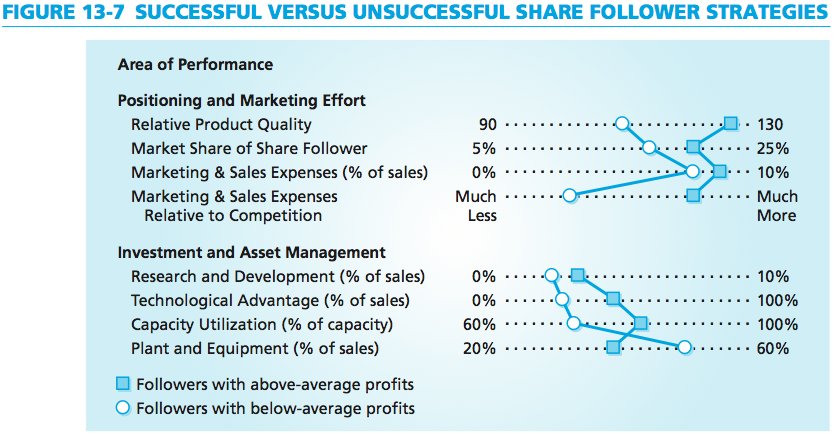 FIGURE 13-7 SUCCESSFUL VERSUS UNSUCCESSFUL SHARE FOLLOWER STRATEGIES
Area of Performance
Positioning and Marketing Effort
Relative Product Quality 90 130
Market Share of Share Follower 5% 25%
Marketing & Sales Expenses (% of sales) 0% 10%
Marketing & Sales Expenses Much Much
Relative to Competition Less More
Investment and Asset Management
Research and Development (% of sales) 0% 10%
Technological Advantage (% of sales) 0% 100%
Capacity Utilization (% of capacity) 60% 100%
Plant and Equipment (% of sales) 20% 60%
Followers with above-average profits
Followers with below-average profits